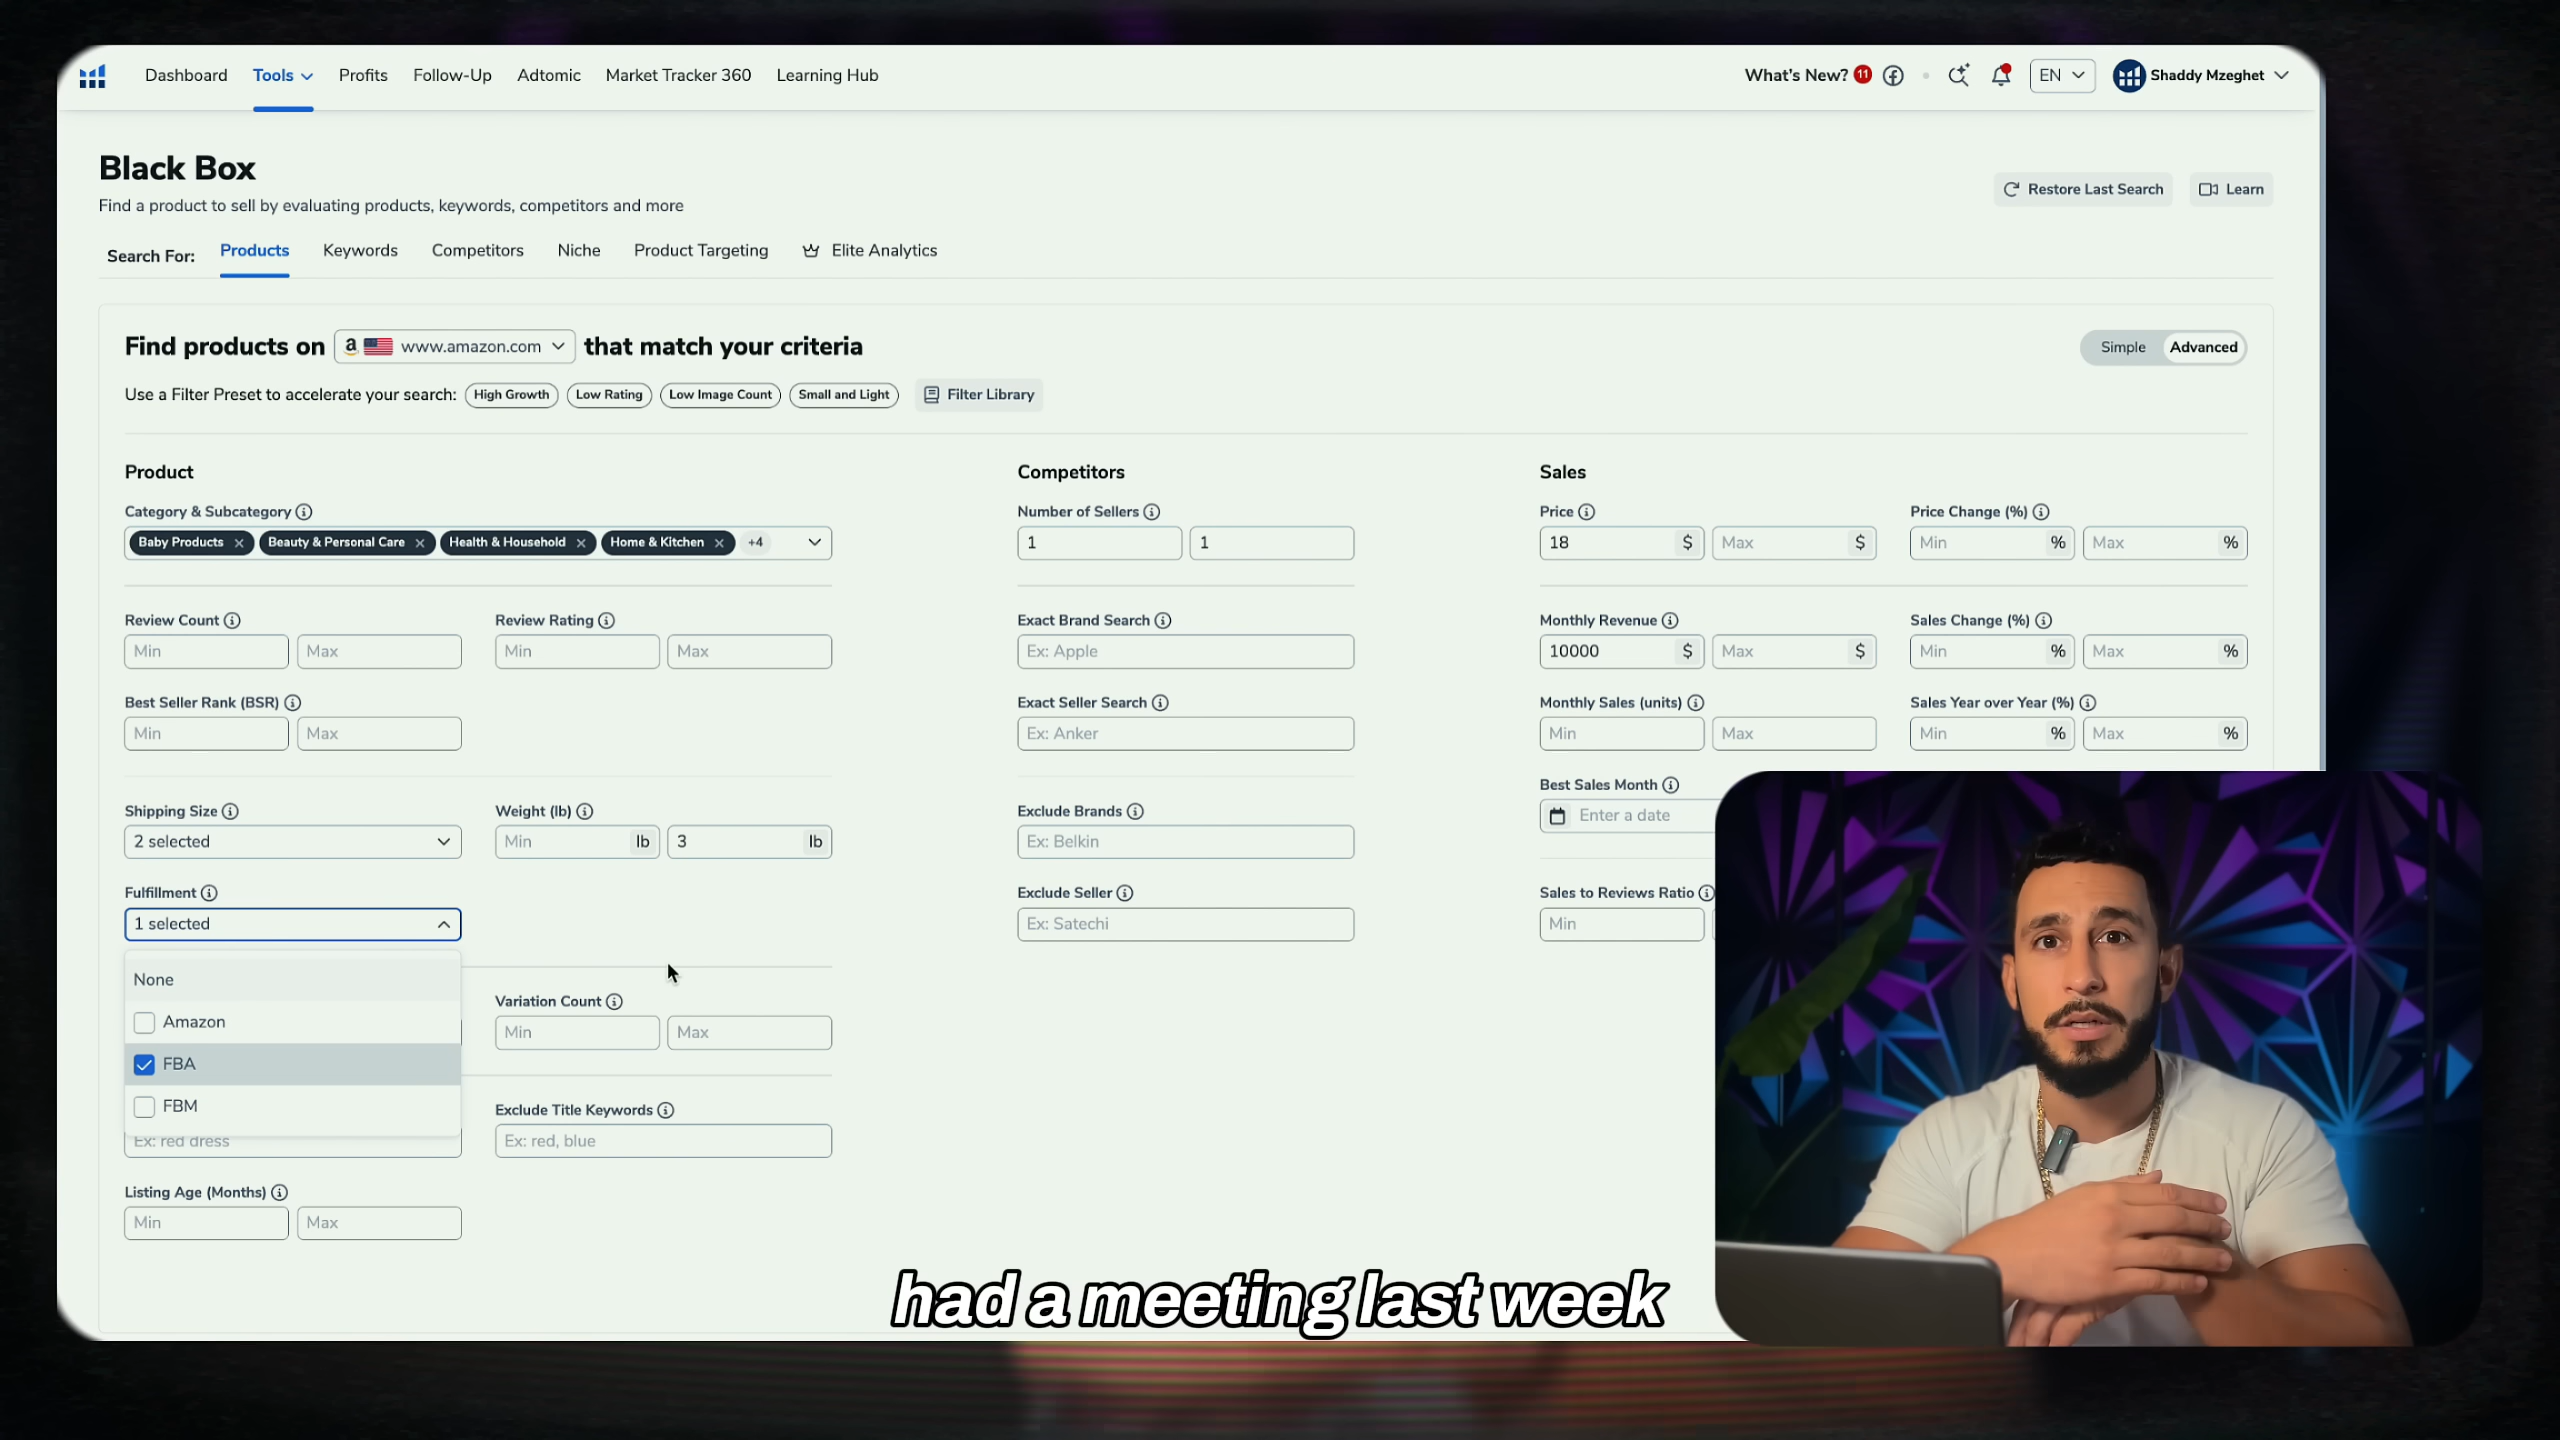 Dashboard Tools Profits Follow-Up Adtomic Market Tracker 360 Learning Hub What's New? 11 EN Shaddy Mzeghet
Black Box
Find a product to sell by evaluating products, keywords, competitors and more
Restore Last Search Learn
Search For: Products Keywords Competitors Niche Product Targeting Elite Analytics
Find products on a www.amazon.com that match your criteria
Simple Advanced
Use a Filter Preset to accelerate your search: High Growth Low Rating Low Image Count Small and Light Filter Library
Product Competitors Sales
Category & Subcategory Number of Sellers Price Price Change (%)
Baby Products Beauty & Personal Care Health & Household Home & Kitchen +4 1 1 18 $ Max $ Min % Max %
Review Count Review Rating Exact Brand Search Monthly Revenue Sales Change (%)
Min Max Min Max Ex: Apple 10000 $ Max $ Min % Max %
Best Seller Rank (BSR) Exact Seller Search Monthly Sales (units) Sales Year over Year (%)
Min Max Ex: Anker Min Max Min % Max %
Best Sales Month
Shipping Size Weight (lb) Exclude Brands
Enter a date
2 selected Min lb 3 lb Ex: Belkin
Fulfillment Exclude Seller Sales to Reviews Ratio
1 selected Ex: Satechi Min
None
Variation Count
Amazon
Min Max
FBA
FBM
Exclude Title Keywords
Ex: red dress Ex: red, blue
Listing Age (Months)
Min Max
had a meeting last week